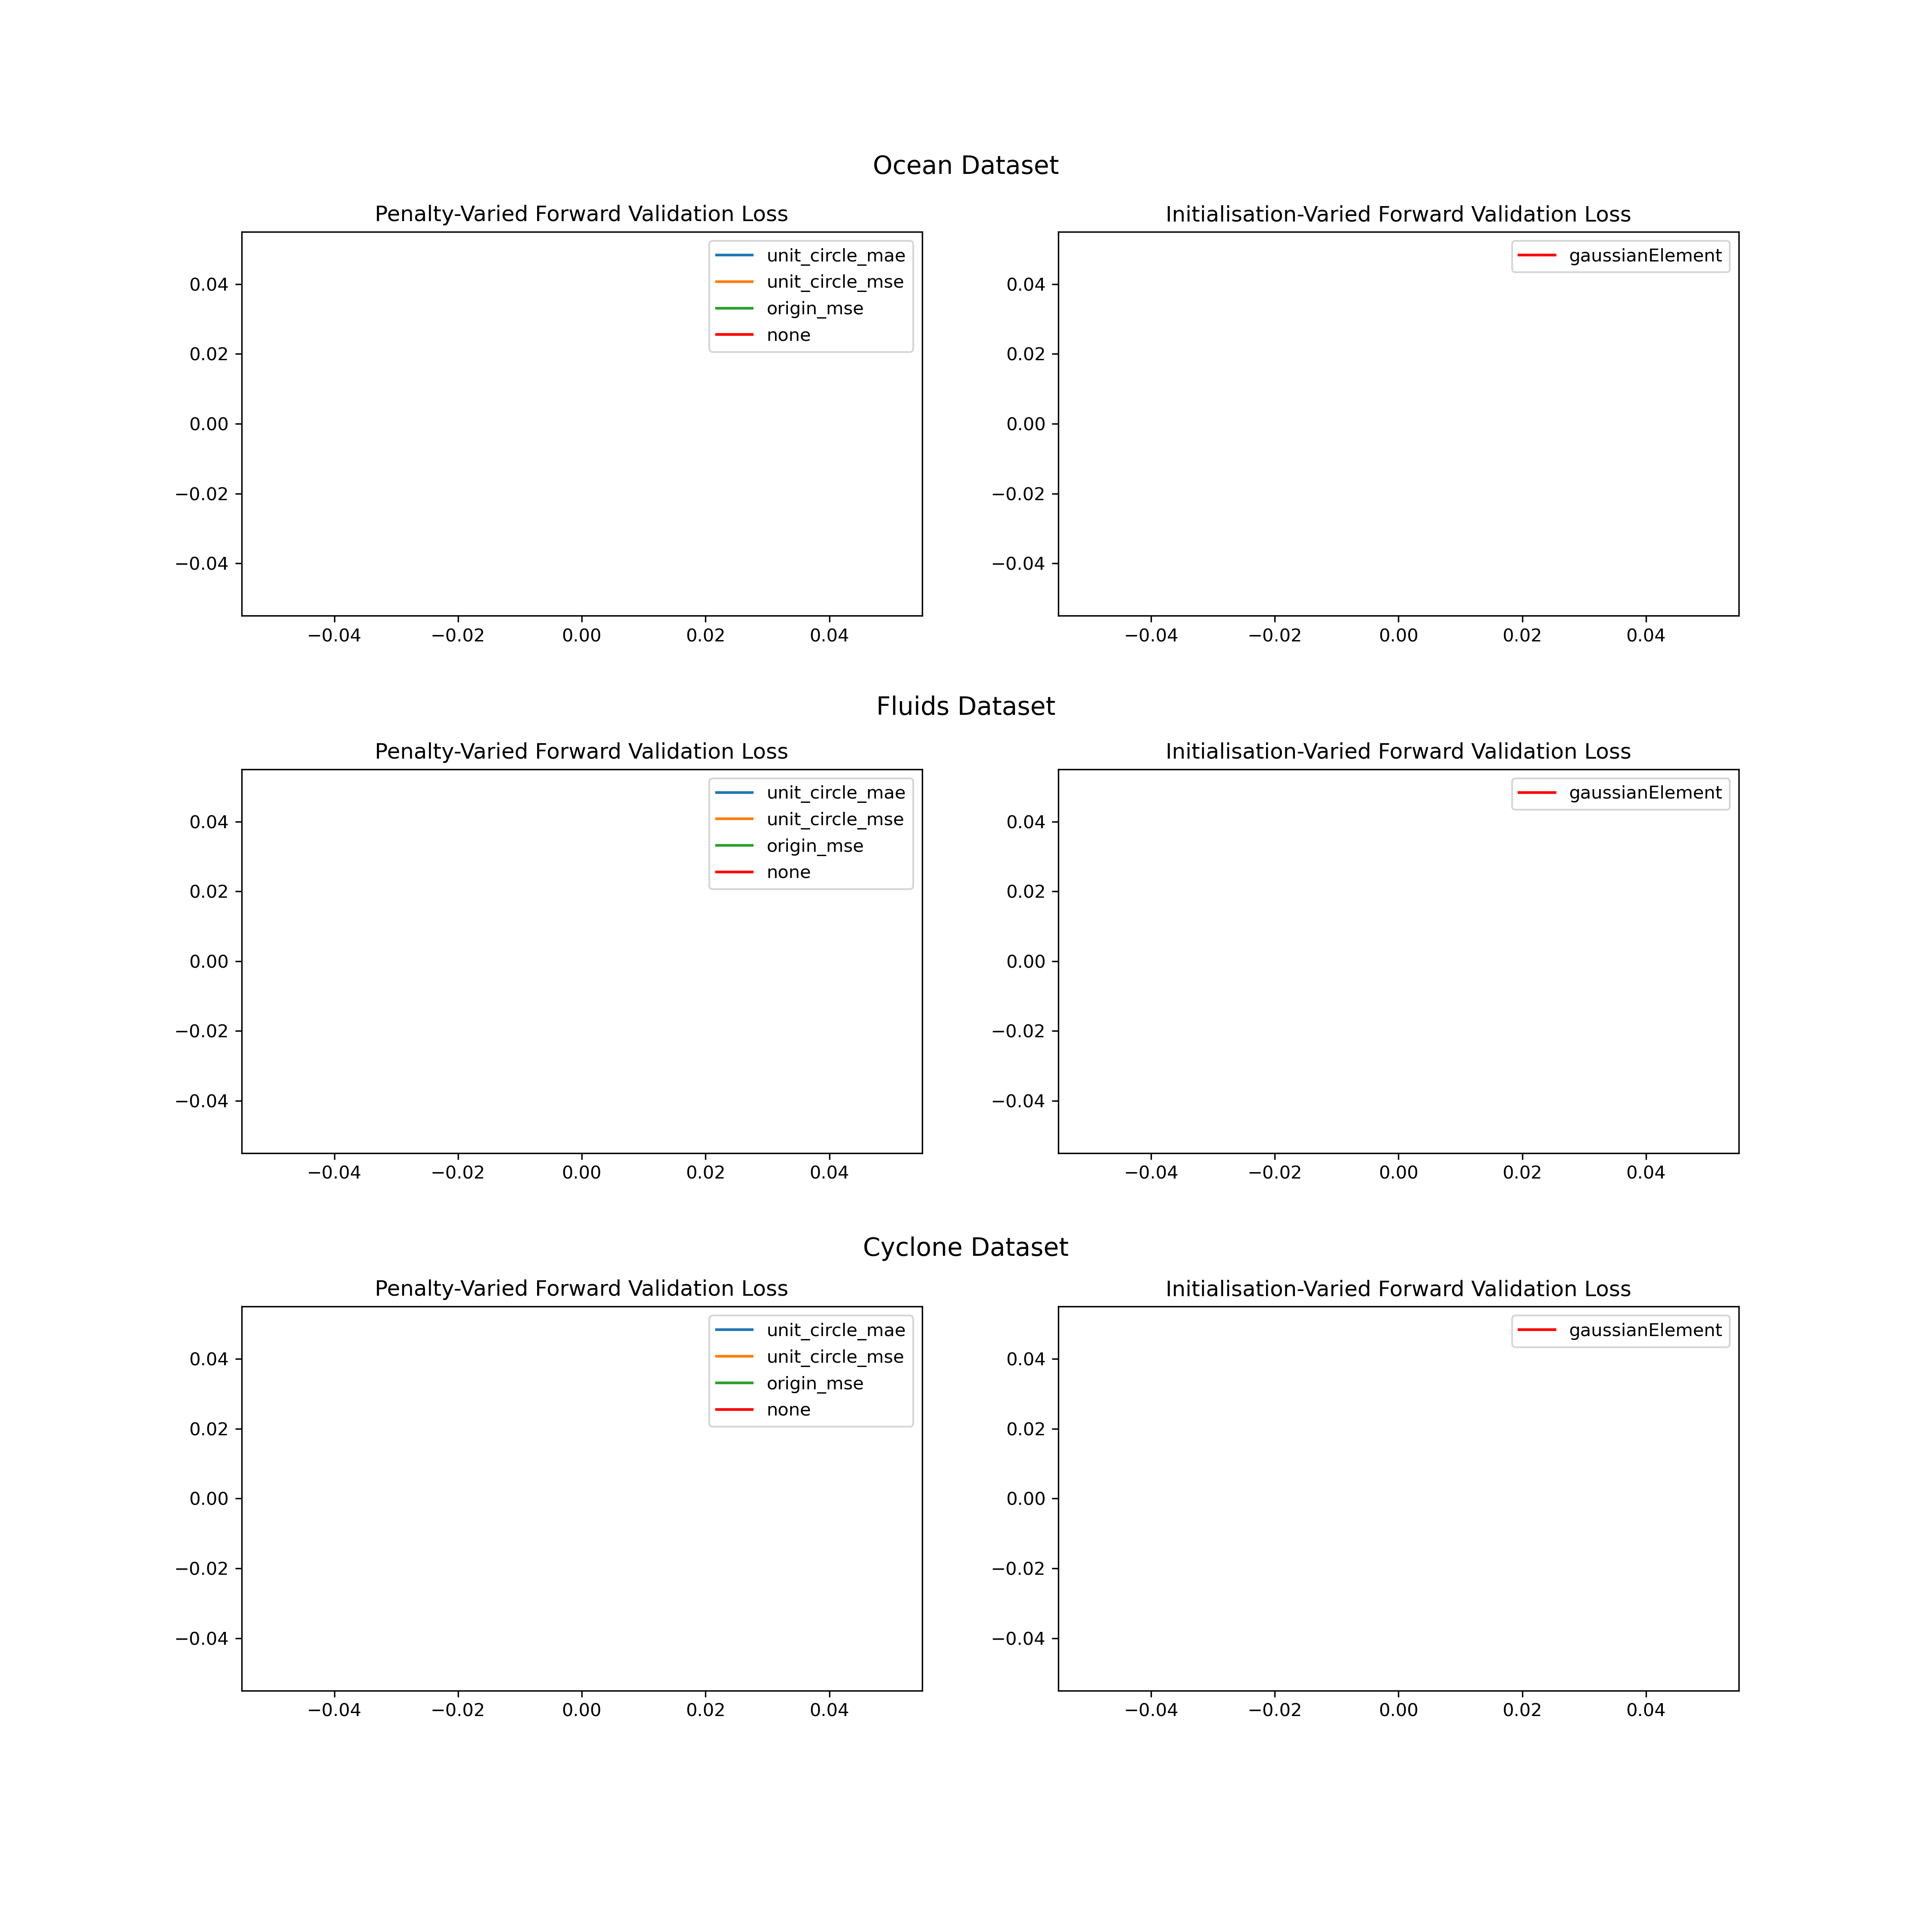 Ocean Dataset
Penalty-Varied Forward Validation Loss
unit_circle_mae
unit_circle_mse
origin_mse
none
0.04
0.02
0.00
−0.02
−0.04
−0.04 −0.02 0.00 0.02 0.04
Initialisation-Varied Forward Validation Loss
gaussianElement
0.04
0.02
0.00
−0.02
−0.04
−0.04 −0.02 0.00 0.02 0.04
Fluids Dataset
Penalty-Varied Forward Validation Loss
unit_circle_mae
unit_circle_mse
origin_mse
none
0.04
0.02
0.00
−0.02
−0.04
−0.04 −0.02 0.00 0.02 0.04
Initialisation-Varied Forward Validation Loss
gaussianElement
0.04
0.02
0.00
−0.02
−0.04
−0.04 −0.02 0.00 0.02 0.04
Cyclone Dataset
Penalty-Varied Forward Validation Loss
unit_circle_mae
unit_circle_mse
origin_mse
none
0.04
0.02
0.00
−0.02
−0.04
−0.04 −0.02 0.00 0.02 0.04
Initialisation-Varied Forward Validation Loss
gaussianElement
0.04
0.02
0.00
−0.02
−0.04
−0.04 −0.02 0.00 0.02 0.04